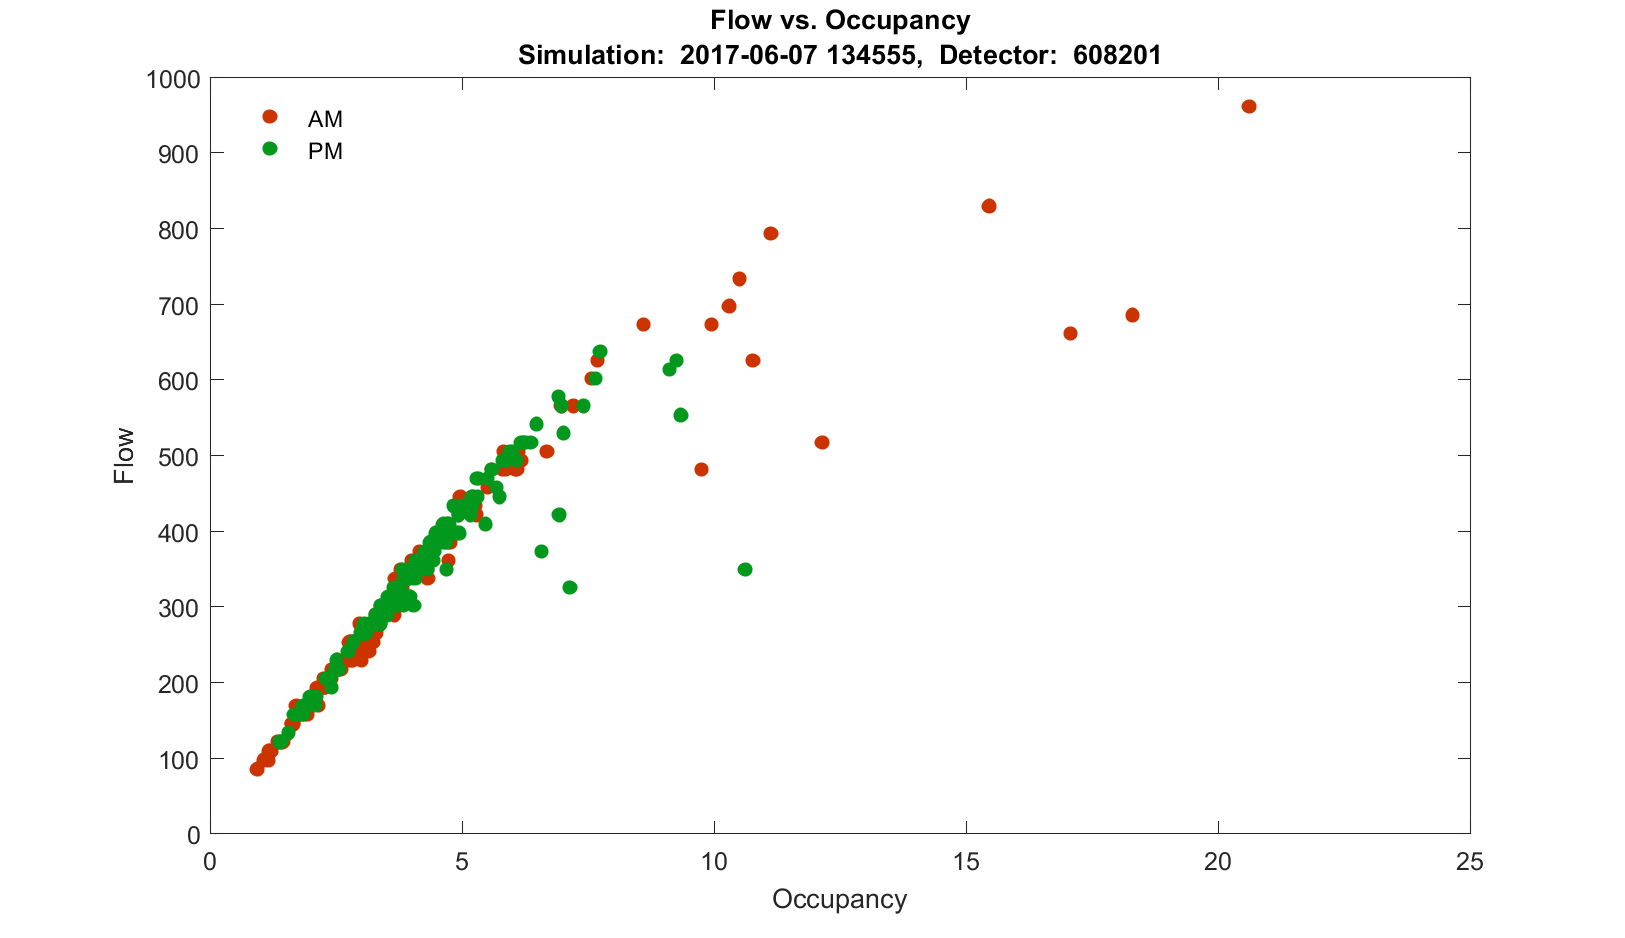 Flow vs. Occupancy
Simulation:  2017-06-07 134555,  Detector:  608201
1000
900
800
700
600
500
400
300
200
100
0
AM
PM
Flow
0 5 10 15 20 25
Occupancy